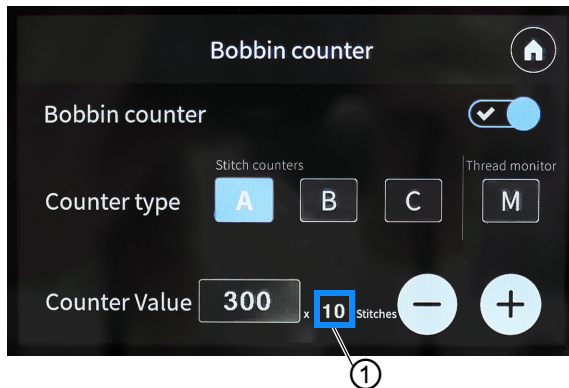 Bobbin counter
Bobbin counter
Stitch counters
Thread monitor
Counter type A B C M
Counter Value 300 x 10 Stitches − +
①